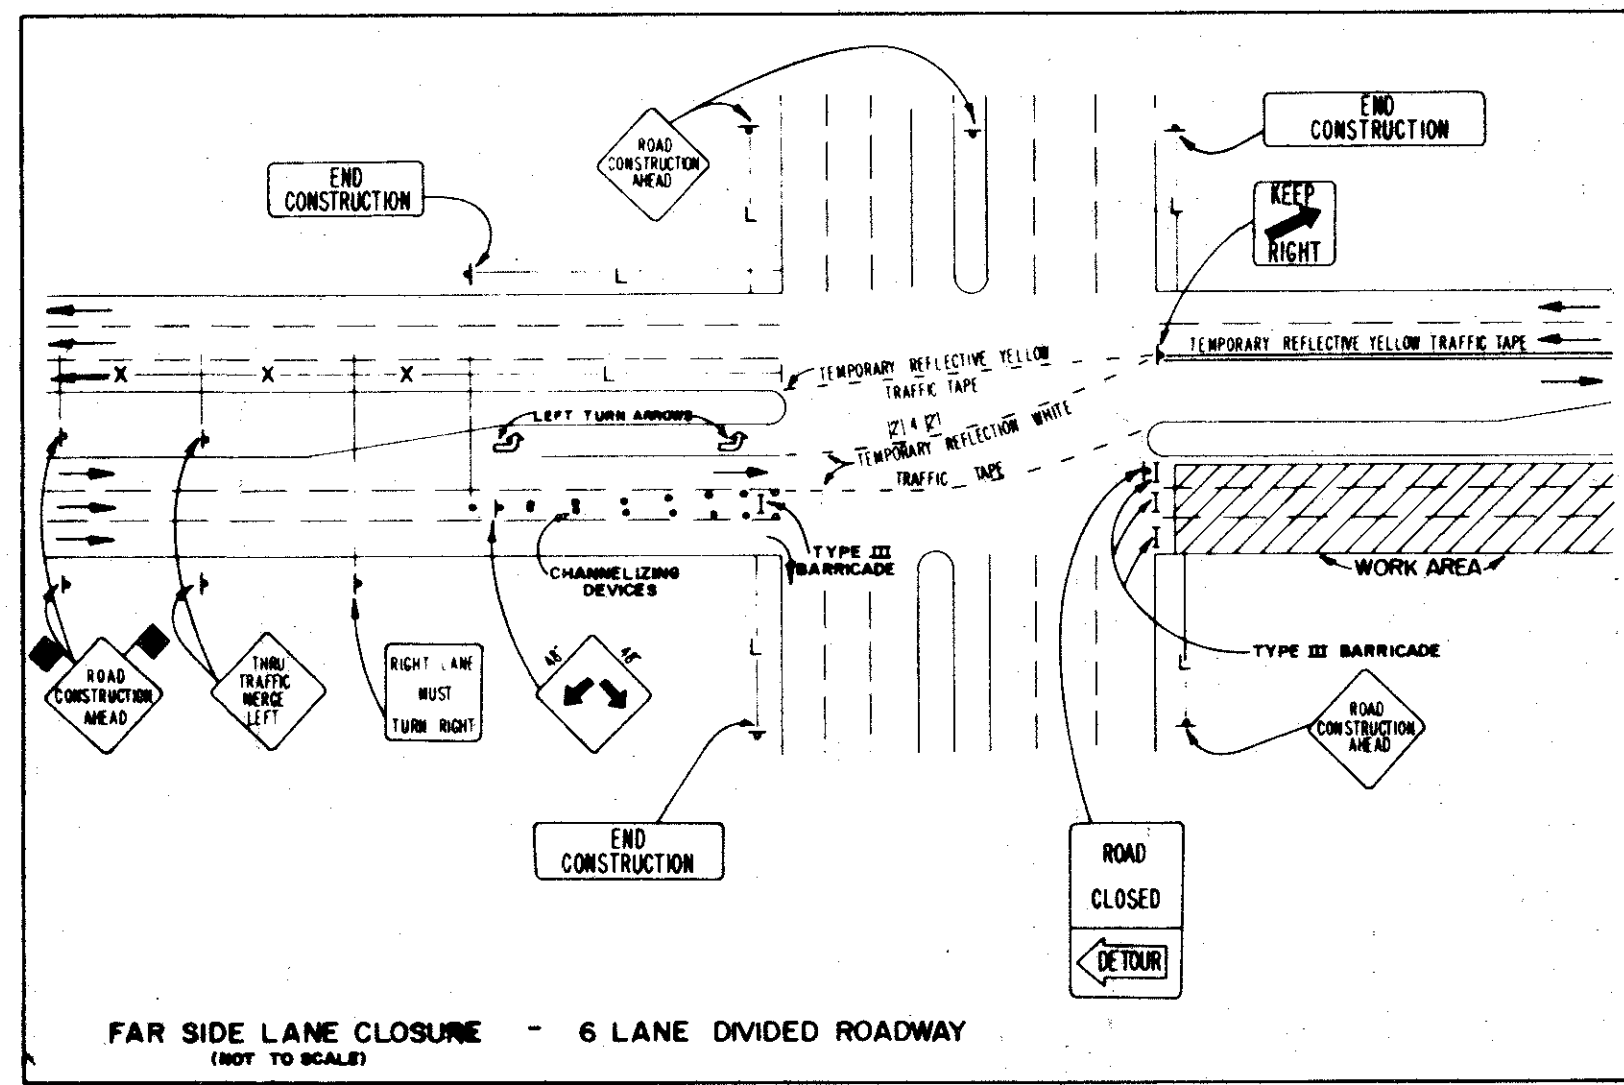 END
CONSTRUCTION
ROAD
CONSTRUCTION
AHEAD
END
CONSTRUCTION
KEEP
RIGHT
L
L
L
TEMPORARY REFLECTIVE YELLOW TRAFFIC TAPE
TEMPORARY REFLECTIVE YELLOW
TRAFFIC TAPE
X
X
X
L
LEFT TURN ARROWS
TEMPORARY REFLECTION WHITE
TRAFFIC TAPE
TYPE III
BARRICADE
CHANNELIZING
DEVICES
WORK AREA
TYPE III BARRICADE
L
L
ROAD
CONSTRUCTION
AHEAD
THRU
TRAFFIC
MERGE
LEFT
RIGHT LANE
MUST
TURN RIGHT
48"
48"
ROAD
CONSTRUCTION
AHEAD
END
CONSTRUCTION
ROAD
CLOSED
DETOUR
FAR SIDE LANE CLOSURE - 6 LANE DIVIDED ROADWAY
(NOT TO SCALE)